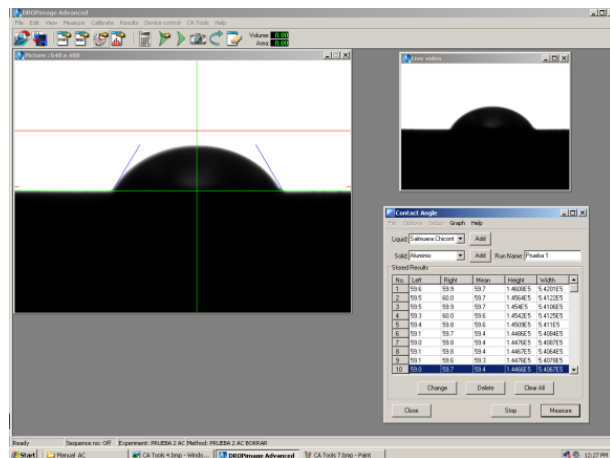 DROPimage Advanced
File Edit View Measure Calibrate Results Device control CA Tools Help
Volume 0.00
Area 0.00
Picture : 640 x 480
Live video
Contact Angle
File Options Setup Graph Help
Liquid: Salmuera Chicont Add
Solid: Aluminio Add Run Name: Prueba 1
Stored Results
No. Left Right Mean Height Width
1 59.6 59.9 59.7 1.4608E5 5.4201E5
2 59.5 60.0 59.7 1.4564E5 5.4122E5
3 59.5 59.9 59.7 1.454E5 5.4106E5
4 59.3 60.0 59.6 1.4542E5 5.4125E5
5 59.4 59.8 59.6 1.4509E5 5.411E5
6 59.1 59.7 59.4 1.4486E5 5.4084E5
7 59.0 59.8 59.4 1.4476E5 5.4087E5
8 59.1 59.8 59.4 1.4467E5 5.4064E5
9 59.1 59.6 59.3 1.4476E5 5.4078E5
10 59.0 59.7 59.4 1.4466E5 5.4067E5
Change Delete Clear All
Close Stop Measure
Ready Sequence no: Off Experiment: PRUEBA 2 AC Method: PRUEBA 2 AC BORRAR
Start Manual AC CA Tools 4.bmp - Windo... DROPimage Advanced CA Tools 7.bmp - Paint 12:27 PM